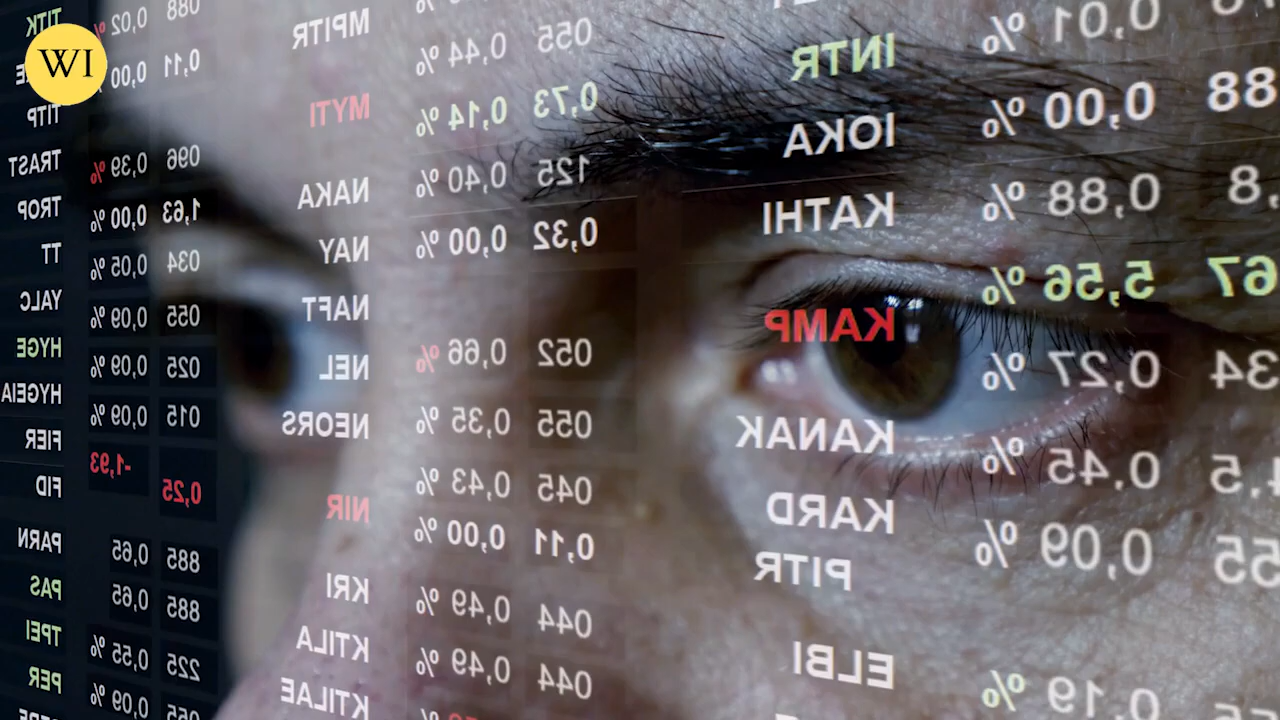 WI
TITK
0,02 %
088
0,00
0,11
TITP
TRAST
0,39 %
096
TROP
0,00 %
1,63
TT
0,05 %
034
YALC
0,09 %
055
HYGE
0,09 %
025
HYGEIA
0,09 %
015
FIER
-1,93
FID
0,25
PARN
0,65
885
PAS
0,65
885
TPEI
0,55 %
225
PER
0,09 %
MPITR
0,44 %
055
MYTI
0,14 %
0,73
NAKA
0,40 %
125
NAY
0,00 %
0,32
NAFT
NEL
0,66 %
052
NEORS
0,35 %
055
0,43 %
045
NIR
0,00 %
0,11
KRI
0,49 %
044
KTILA
0,49 %
044
KTILAE
0,01 %
INTR
0,00 %
88
IOKA
0,88 %
KATHI
5,56 %
67
KAMP
0,27 %
34
KANAK
0,45 %
KARD
0,09 %
55
PITR
ELBI
0,19 %